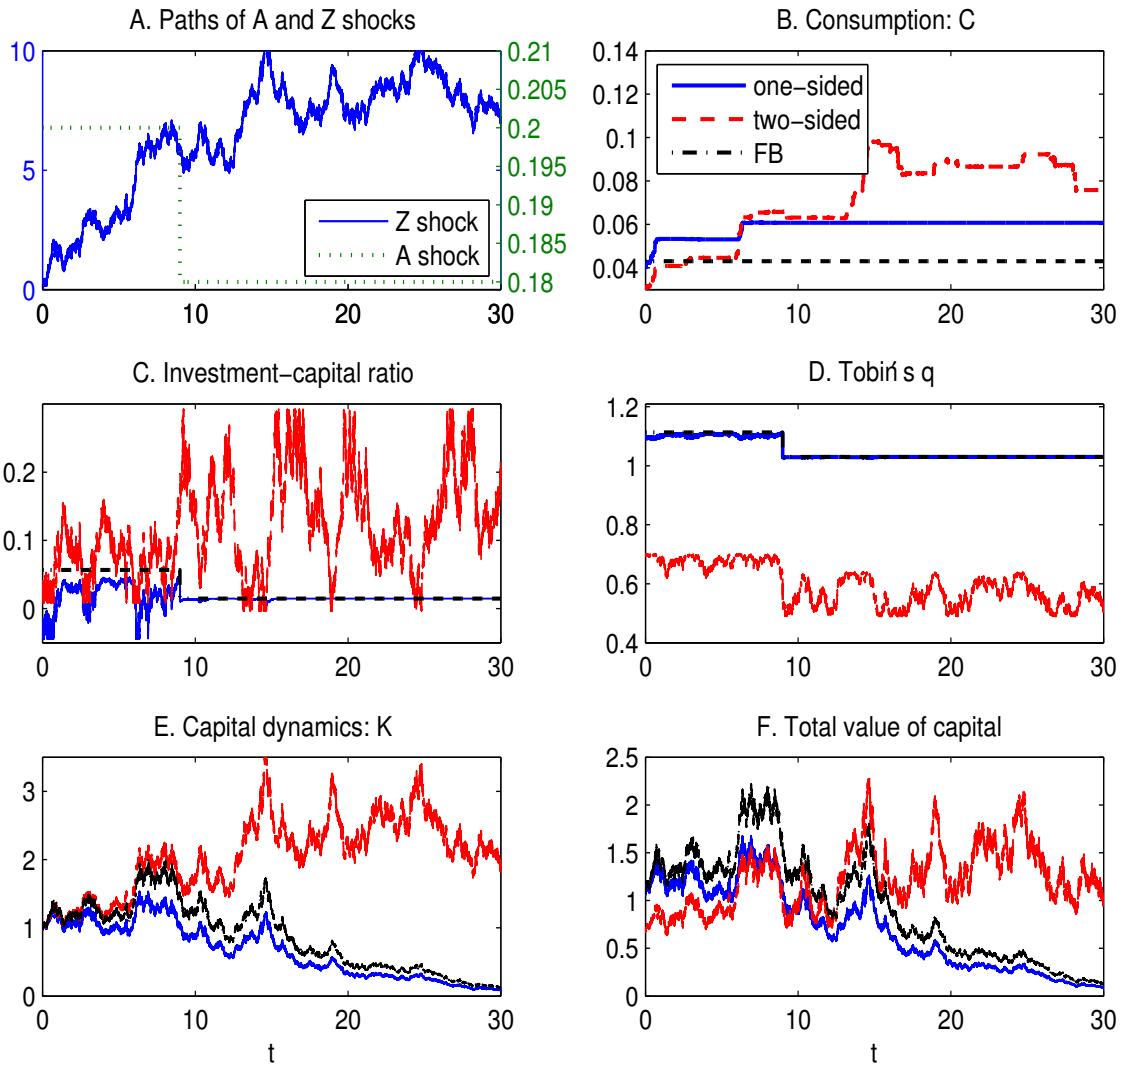 A. Paths of A and Z shocks
10
5
0
0.21
0.205
0.2
0.195
0.19
0.185
0.18
Z shock
A shock
0 10 20 30
B. Consumption: C
0.14
0.12
0.1
0.08
0.06
0.04
one−sided
two−sided
FB
0 10 20 30
C. Investment−capital ratio
0.2
0.1
0
0 10 20 30
D. Tobiń s q
1.2
1
0.8
0.6
0.4
0 10 20 30
E. Capital dynamics: K
3
2
1
0
0 10 20 30
t
F. Total value of capital
2.5
2
1.5
1
0.5
0
0 10 20 30
t